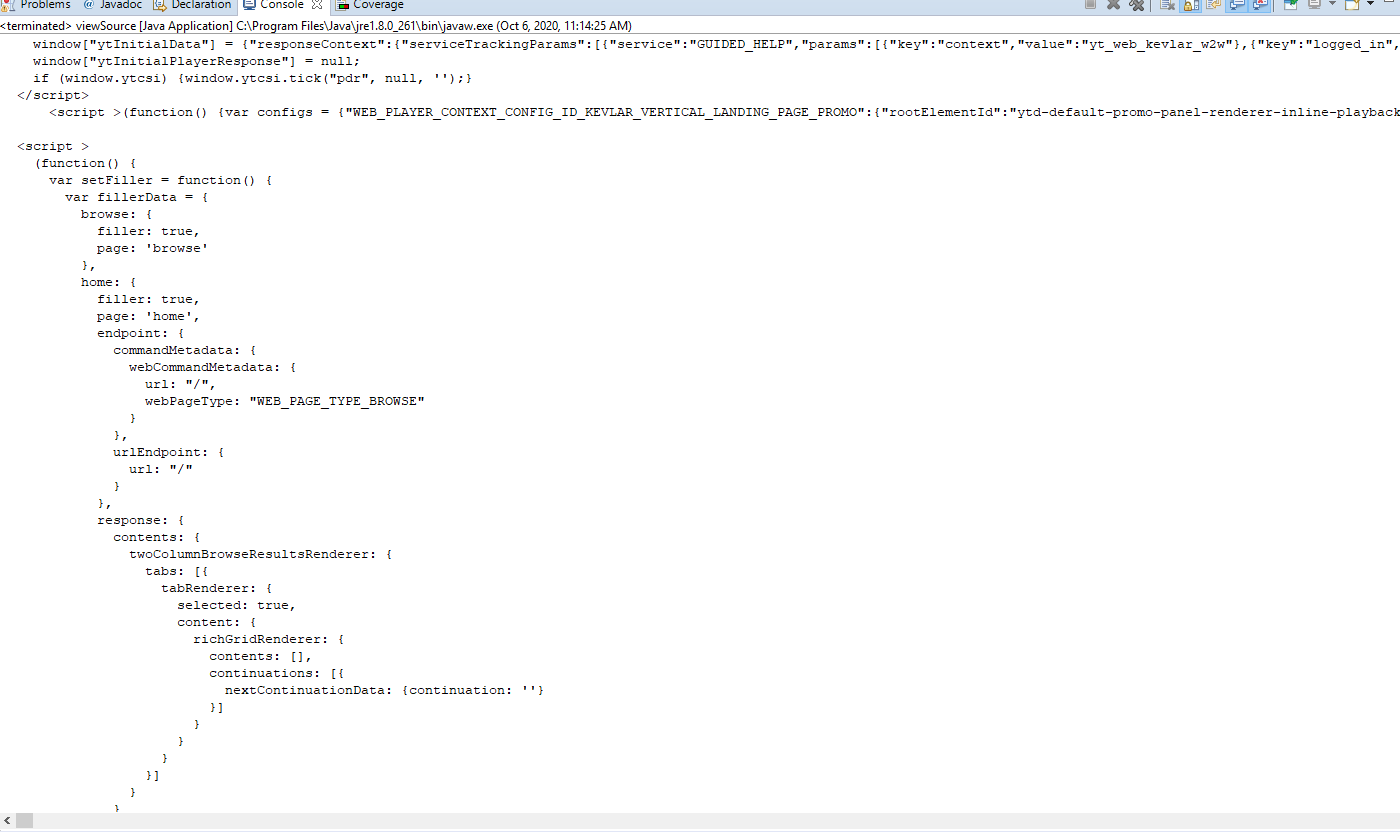 Problems @ Javadoc Declaration Console Coverage
<terminated> viewSource [Java Application] C:\Program Files\Java\jre1.8.0_261\bin\javaw.exe (Oct 6, 2020, 11:14:25 AM)
window["ytInitialData"] = {"responseContext":{"serviceTrackingParams":[{"service":"GUIDED_HELP","params":[{"key":"context","value":"yt_web_kevlar_w2w"},{"key":"logged_in",
window["ytInitialPlayerResponse"] = null;
if (window.ytcsi) {window.ytcsi.tick("pdr", null, '');}
</script>
<script >(function() {var configs = {"WEB_PLAYER_CONTEXT_CONFIG_ID_KEVLAR_VERTICAL_LANDING_PAGE_PROMO":{"rootElementId":"ytd-default-promo-panel-renderer-inline-playback
<script >
(function() {
var setFiller = function() {
var fillerData = {
browse: {
filler: true,
page: 'browse'
},
home: {
filler: true,
page: 'home',
endpoint: {
commandMetadata: {
webCommandMetadata: {
url: "/",
webPageType: "WEB_PAGE_TYPE_BROWSE"
}
},
urlEndpoint: {
url: "/"
}
},
response: {
contents: {
twoColumnBrowseResultsRenderer: {
tabs: [{
tabRenderer: {
selected: true,
content: {
richGridRenderer: {
contents: [],
continuations: [{
nextContinuationData: {continuation: ''}
}]
}
}
}
}]
}
}